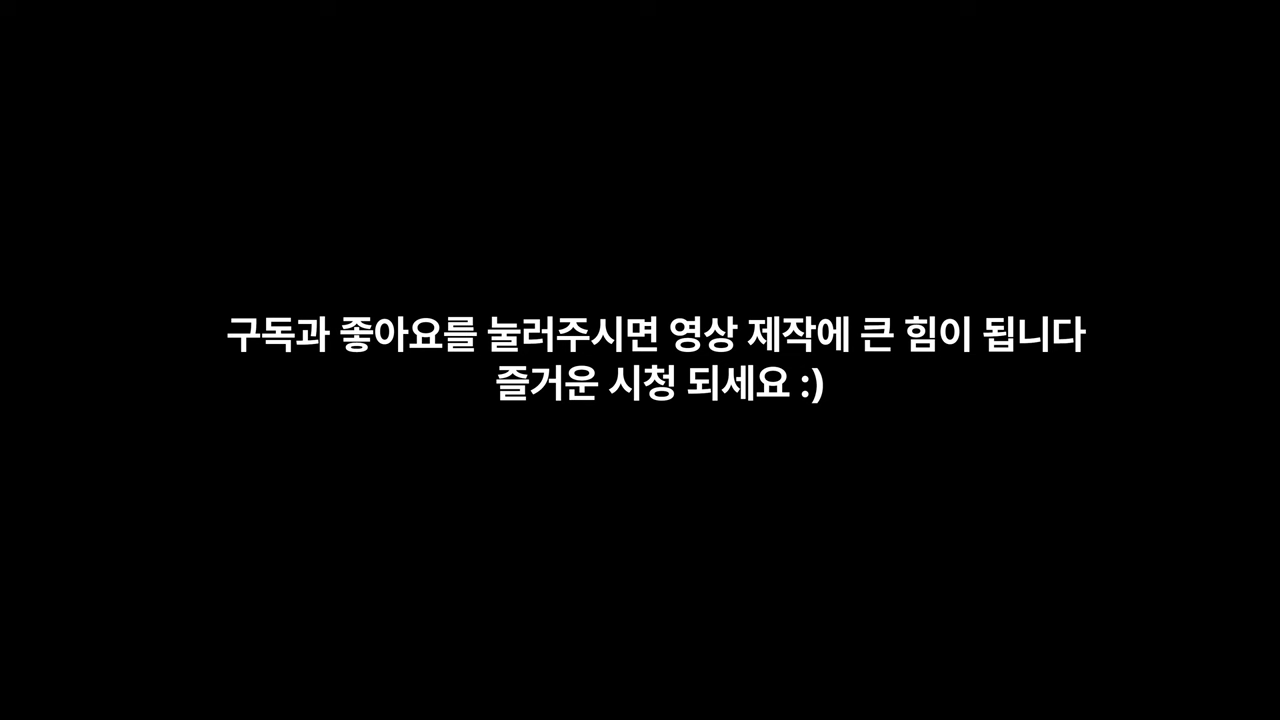 구독과 좋아요를 눌러주시면 영상 제작에 큰 힘이 됩니다
즐거운 시청 되세요 :)